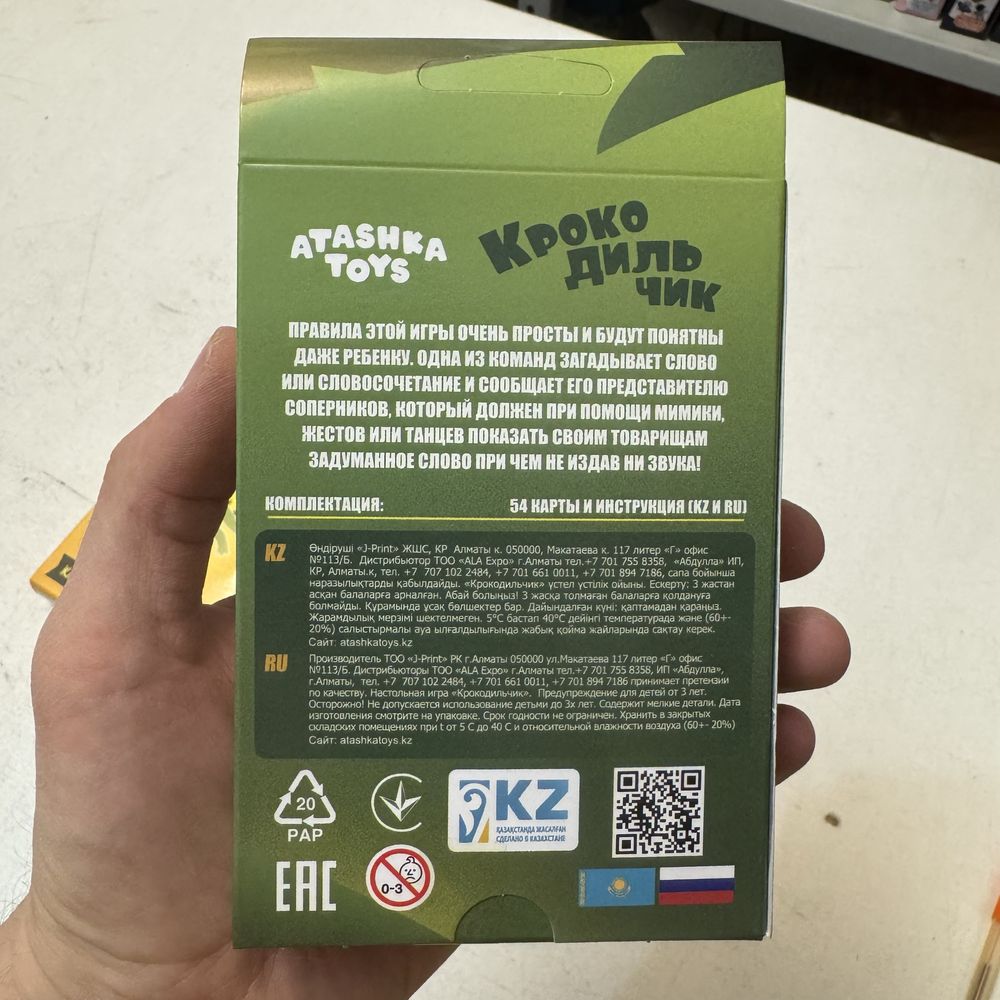 ATASHKA
TOYS
КРОКО
ДИЛЬ
ЧИК
ПРАВИЛА ЭТОЙ ИГРЫ ОЧЕНЬ ПРОСТЫ И БУДУТ ПОНЯТНЫ
ДАЖЕ РЕБЕНКУ. ОДНА ИЗ КОМАНД ЗАГАДЫВАЕТ СЛОВО
ИЛИ СЛОВОСОЧЕТАНИЕ И СООБЩАЕТ ЕГО ПРЕДСТАВИТЕЛЮ
СОПЕРНИКОВ, КОТОРЫЙ ДОЛЖЕН ПРИ ПОМОЩИ МИМИКИ,
ЖЕСТОВ ИЛИ ТАНЦЕВ ПОКАЗАТЬ СВОИМ ТОВАРИЩАМ
ЗАДУМАННОЕ СЛОВО ПРИ ЧЕМ НЕ ИЗДАВ НИ ЗВУКА!
КОМПЛЕКТАЦИЯ: 54 КАРТЫ И ИНСТРУКЦИЯ (KZ И RU)
KZ Өндіруші «J-Print» ЖШС, КР Алматы к. 050000, Макатаева к. 117 литер «Г» офис
№113/Б. Дистрибьютор ТОО «ALA Expo» г.Алматы тел.+7 701 755 8358, «Абдулла» ИП,
КР, Алматы.к, тел. +7 707 102 2484, +7 701 661 0011, +7 701 894 7186, сапа бойынша
наразылықтарды қабылдайды. «Крокодильчик» үстел үстілік ойыны. Ескерту: 3 жастан
асқан балаларға арналған. Абай болыңыз! 3 жасқа толмаған балаларға қолдануға
болмайды. Құрамында ұсақ бөлшектер бар. Дайындалған күні: қаптамадан қараңыз.
Жарамдылық мерзімі шектелмеген. 5°C бастап 40°C дейінгі температурада және (60+-
20%) салыстырмалы ауа ылғалдылығында жабық қойма жайларында сақтау керек.
Сайт: atashkatoys.kz
RU Производитель ТОО «J-Print» РК г.Алматы 050000 ул.Макатаева 117 литер «Г» офис
№113/Б. Дистрибьюторы ТОО «ALA Expo» г.Алматы тел.+7 701 755 8358, ИП «Абдулла»,
г.Алматы, тел. +7 707 102 2484, +7 701 661 0011, +7 701 894 7186 принимает претензии
по качеству. Настольная игра «Крокодильчик». Предупреждение для детей от 3 лет.
Осторожно! Не допускается использование детьми до 3х лет. Содержит мелкие детали. Дата
изготовления смотрите на упаковке. Срок годности не ограничен. Хранить в закрытых
складских помещениях при t от 5 С до 40 С и относительной влажности воздуха (60+- 20%)
Сайт: atashkatoys.kz
20
PAP
KZ
ҚАЗАҚСТАНДА ЖАСАЛҒАН
СДЕЛАНО В КАЗАХСТАНЕ
EAC
0-3